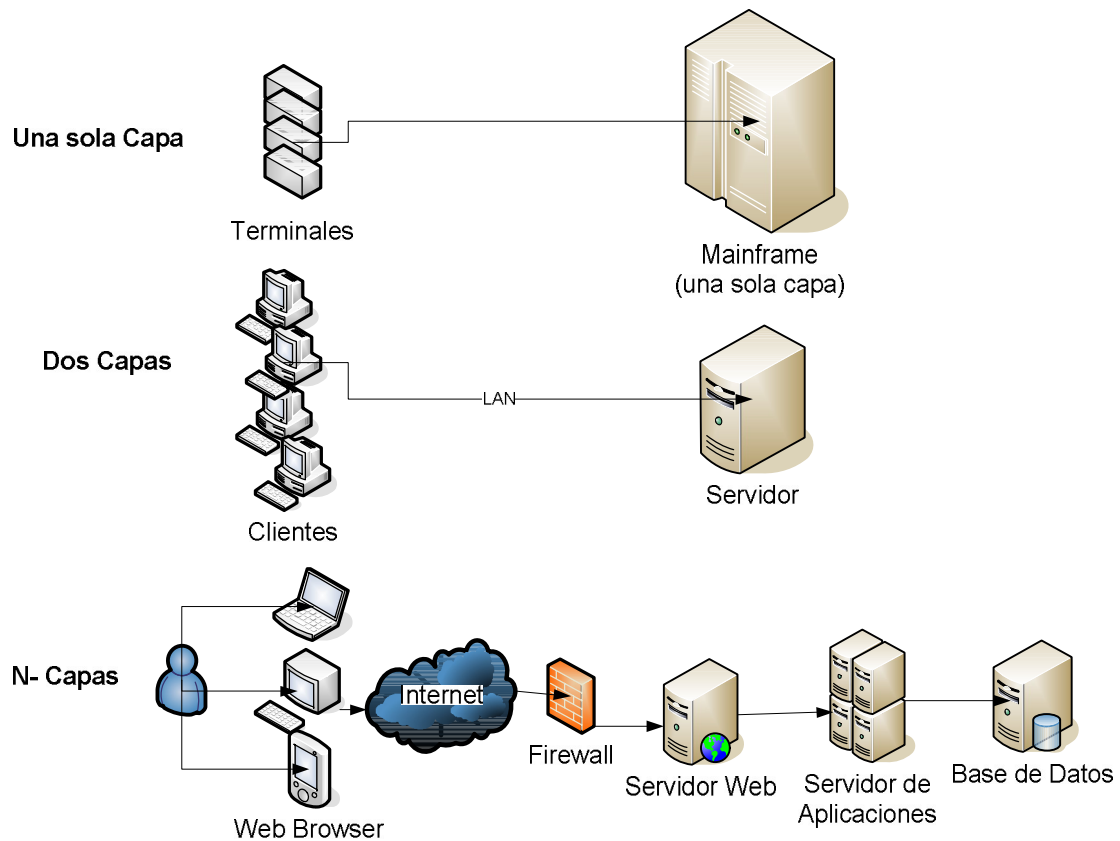 Una sola Capa
Terminales
Mainframe
(una sola capa)
Dos Capas
LAN
Clientes
Servidor
N- Capas
Internet
Firewall
Servidor Web
Servidor de
Aplicaciones
Base de Datos
Web Browser